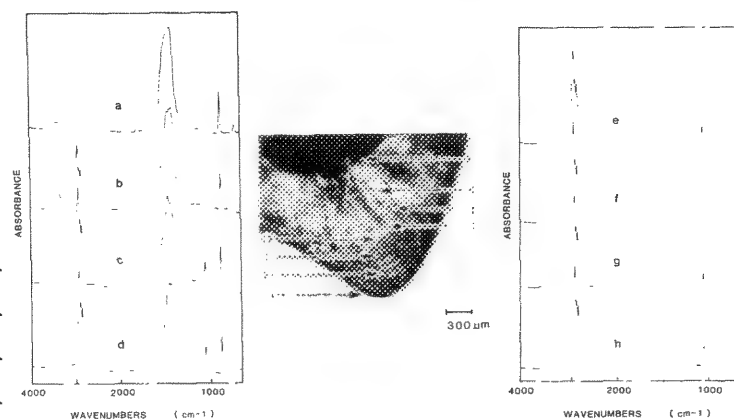 ABSORBANCE
a
b
c
d
4000
2000
1000
WAVENUMBERS ( cm-1 )
300 µm
ABSORBANCE
e
f
g
h
4000
2000
1000
WAVENUMBERS ( cm-1 )